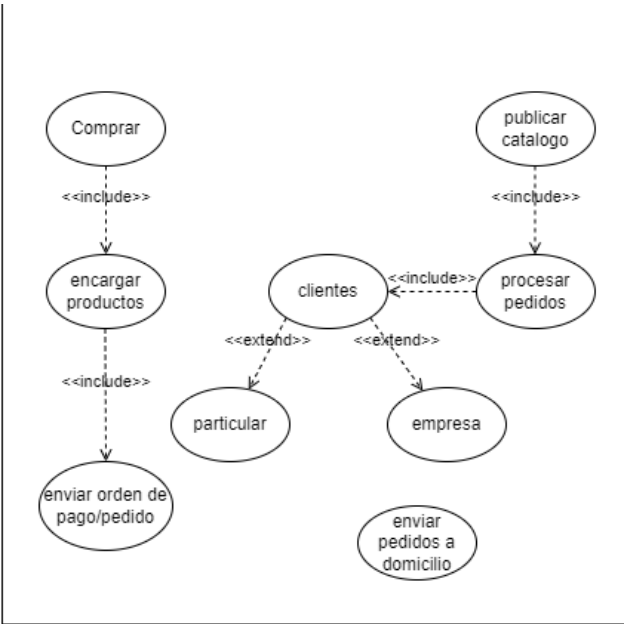 Comprar
publicar
catalogo
<<include>>
<<include>>
encargar
productos
clientes
<<include>>
procesar
pedidos
<<extend>>
<<extend>>
<<include>>
particular
empresa
enviar orden de
pago/pedido
enviar
pedidos a
domicilio